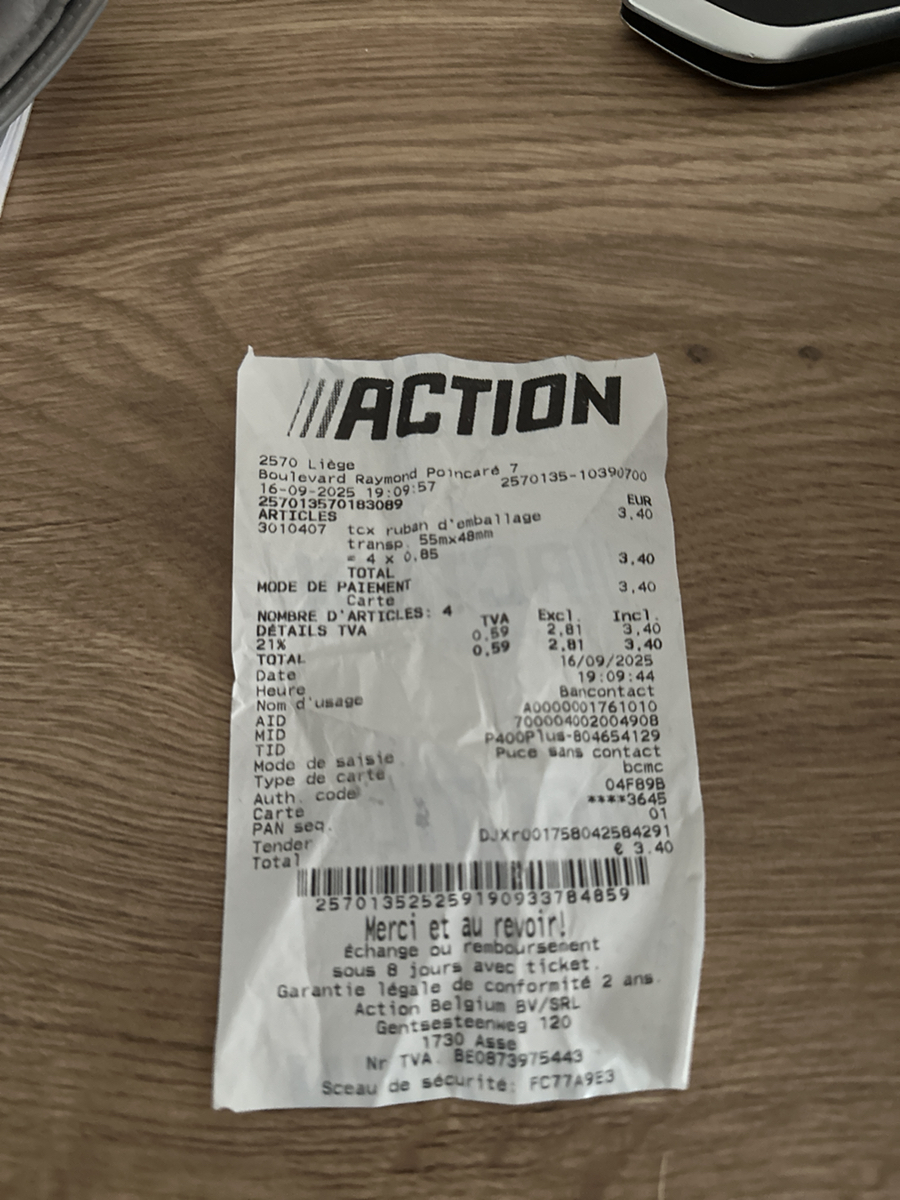 ///ACTION
2570 Liège
Boulevard Raymond Poincaré 7
16-09-2025 19:09:57 2570135-10390700
257013570183089
ARTICLES EUR
3010407 tcx ruban d'emballage 3,40
transp. 55mx48mm
= 4 x 0,85
TOTAL 3,40
MODE DE PAIEMENT
Carte 3,40
NOMBRE D'ARTICLES: 4
DÉTAILS TVA TVA Excl. Incl.
21% 0,59 2,81 3,40
TOTAL 0,59 2,81 3,40
Date 16/09/2025
Heure 19:09:44
Nom d'usage Bancontact
AID A0000001761010
MID 700004002004908
TID P400Plus-804654129
Mode de saisie Puce sans contact
Type de carte bcmc
Auth. code 04F89B
Carte ****3645
PAN seq. 01
Tender DJXr001758042584291
Total € 3.40
257013525259190933784859
Merci et au revoir!
Échange ou remboursement
sous 8 jours avec ticket.
Garantie légale de conformité 2 ans.
Action Belgium BV/SRL
Gentsesteenweg 120
1730 Asse
Nr TVA. BE0873975443
Sceau de sécurité: FC77A9E3